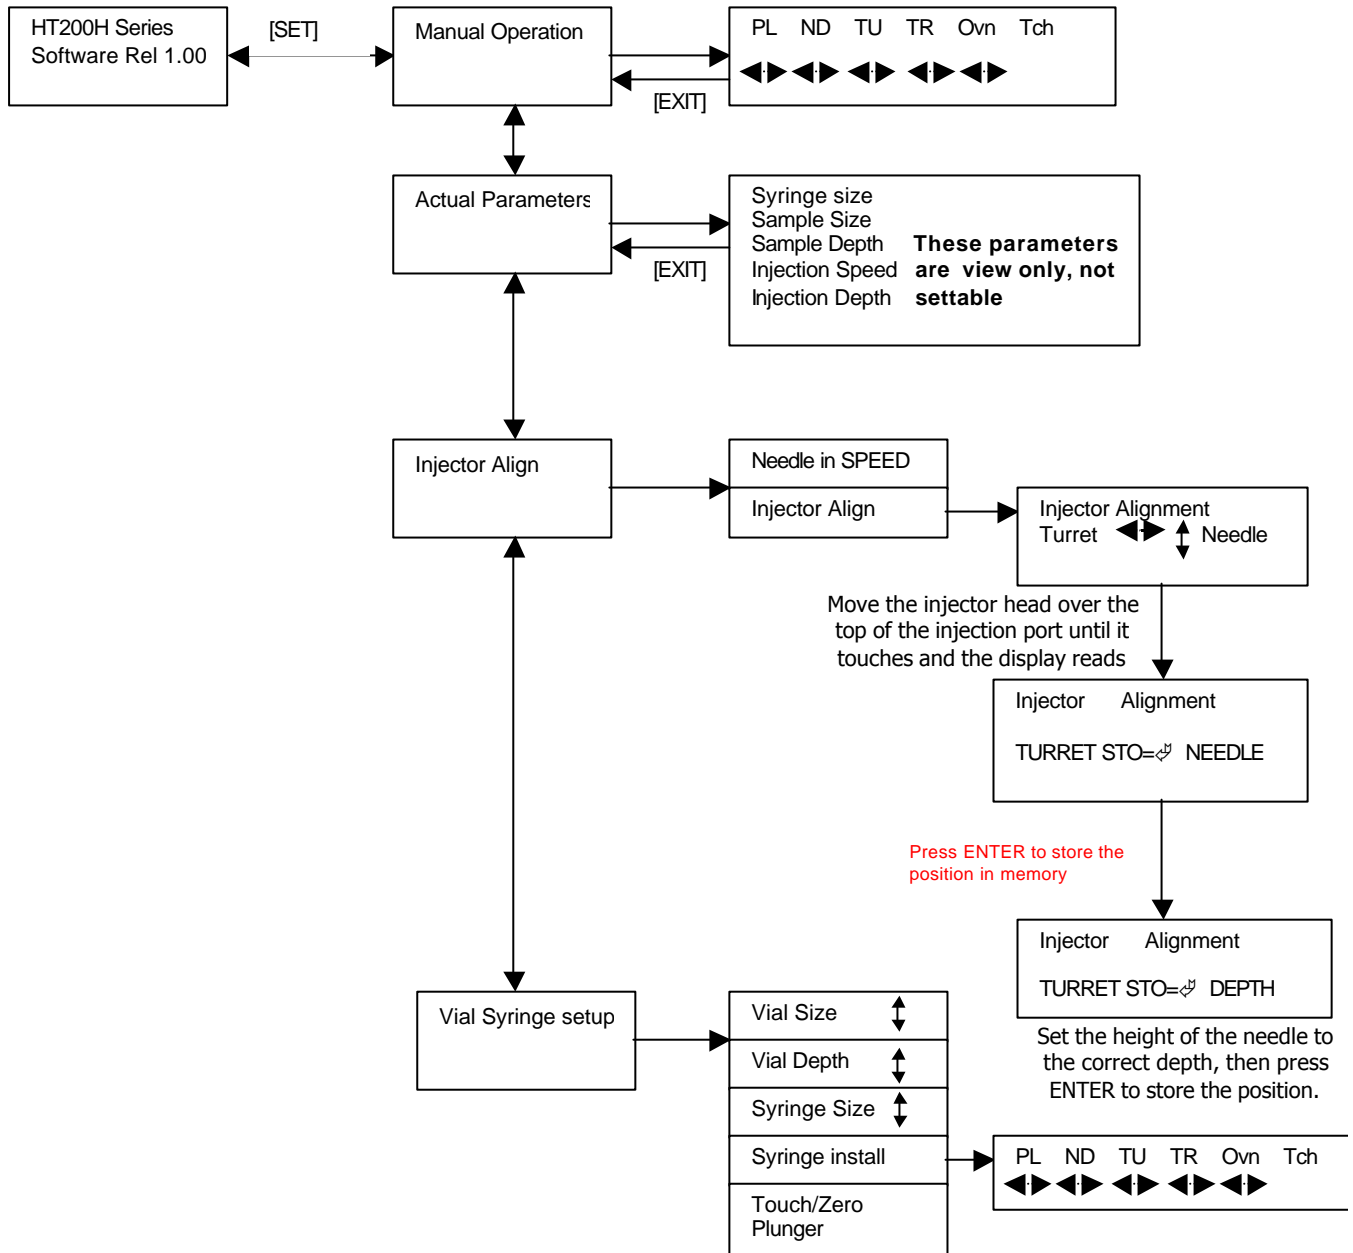 HT200H Series
Software Rel 1.00
[SET]
Manual Operation
[EXIT]
PL ND TU TR Ovn Tch
Actual Parameters
[EXIT]
Syringe size
Sample Size
Sample Depth These parameters
Injection Speed are view only, not
Injection Depth settable
Injector Align
Needle in SPEED
Injector Align
Injector Alignment
Turret Needle
Move the injector head over the
top of the injection port until it
touches and the display reads
Injector Alignment
TURRET STO= NEEDLE
Press ENTER to store the
position in memory
Injector Alignment
TURRET STO= DEPTH
Set the height of the needle to
the correct depth, then press
ENTER to store the position.
Vial Syringe setup
Vial Size
Vial Depth
Syringe Size
Syringe install
Touch/Zero
Plunger
PL ND TU TR Ovn Tch